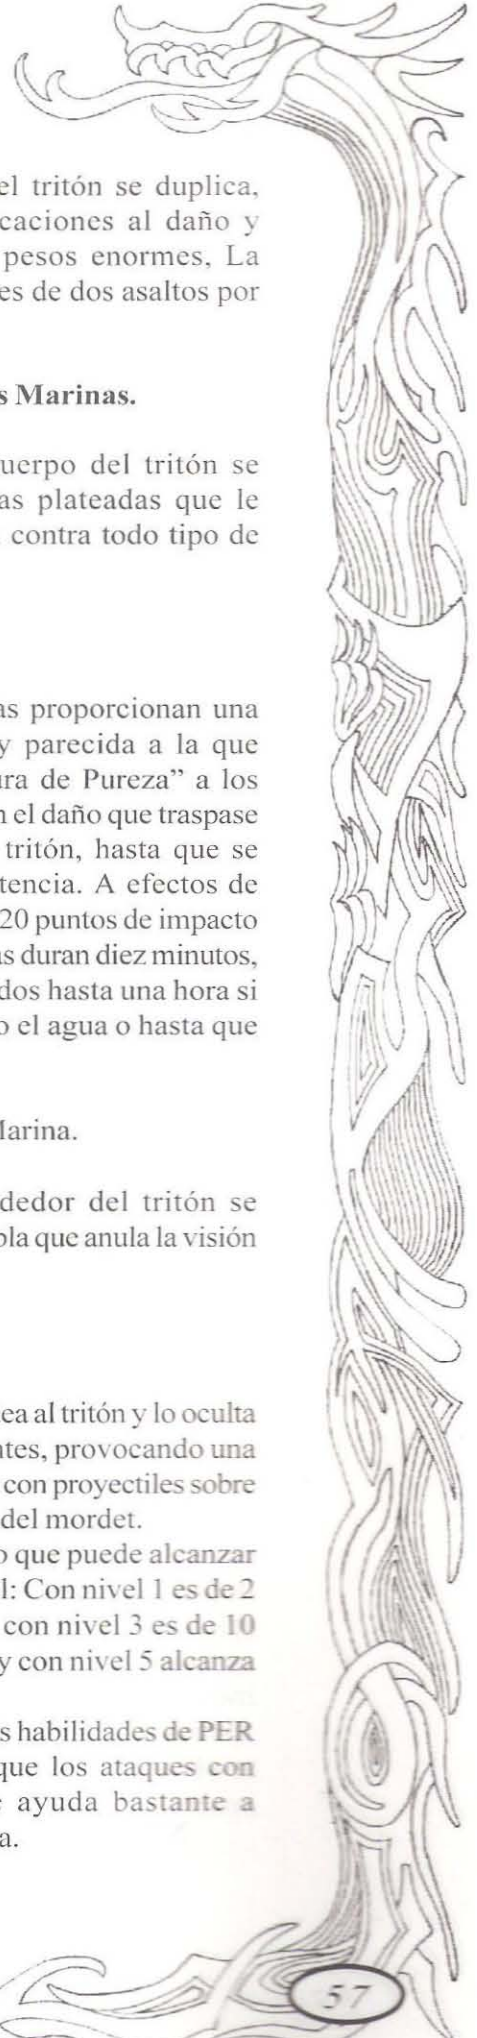 el tritón se duplica,
caciones al daño y
pesos enormes, La
es de dos asaltos por
s Marinas.
uerpo del tritón se
as plateadas que le
contra todo tipo de
as proporcionan una
y parecida a la que
ura de Pureza” a los
n el daño que traspase
tritón, hasta que se
tencia. A efectos de
20 puntos de impacto
as duran diez minutos,
dos hasta una hora si
o el agua o hasta que
Marina.
dedor del tritón se
bla que anula la visión
ea al tritón y lo oculta
ntes, provocando una
con proyectiles sobre
del mordet.
o que puede alcanzar
l: Con nivel 1 es de 2
con nivel 3 es de 10
y con nivel 5 alcanza
s habilidades de PER
que los ataques con
e ayuda bastante a
a.
57